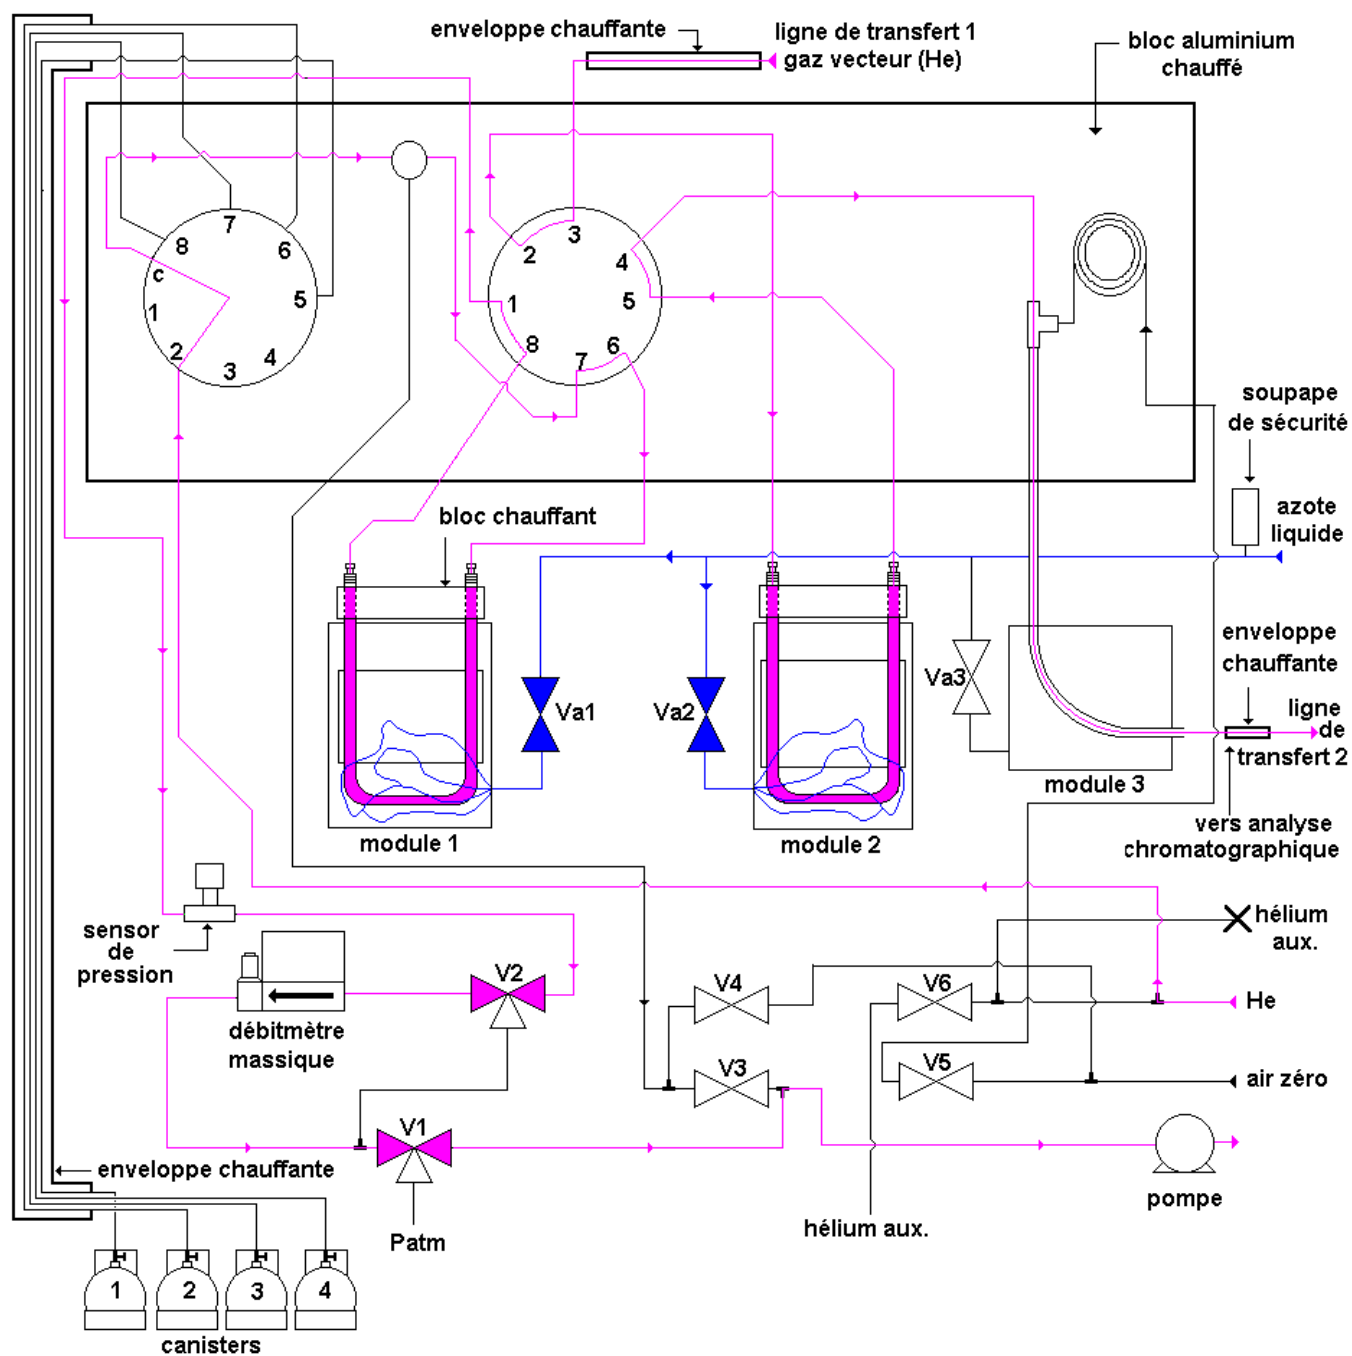 enveloppe chauffante
ligne de transfert 1
gaz vecteur (He)
bloc aluminium
chauffé
8
7
6
c
5
1
2
3
4
3
2
4
1
5
8
7
6
soupape
de sécurité
azote
liquide
bloc chauffant
Va1
Va2
Va3
enveloppe
chauffante
ligne
de
transfert 2
module 1
module 2
module 3
vers analyse
chromatographique
sensor
de
pression
hélium
aux.
V2
V4
V6
He
débitmètre
massique
V3
V5
air zéro
V1
enveloppe chauffante
pompe
Patm
hélium aux.
1
2
3
4
canisters